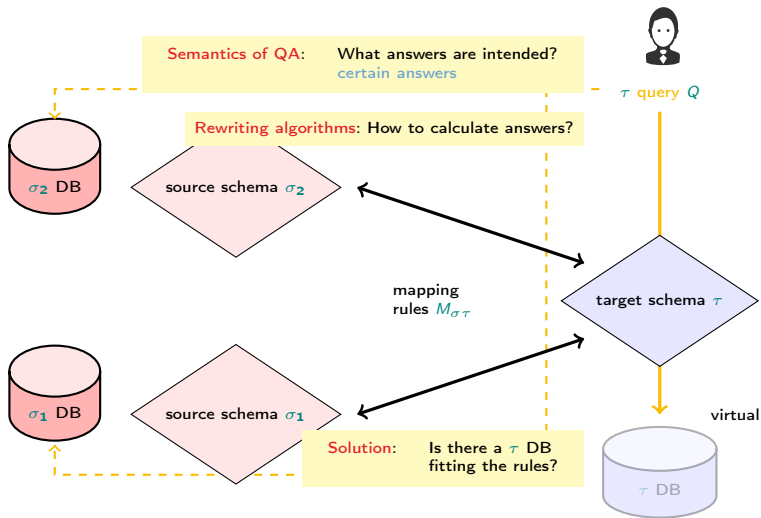 Semantics of QA: What answers are intended?
certain answers
τ query Q
Rewriting algorithms: How to calculate answers?
σ₂ DB
source schema σ₂
mapping
rules M_{σ τ}
target schema τ
σ₁ DB
source schema σ₁
virtual
Solution: Is there a τ DB
fitting the rules?
τ DB